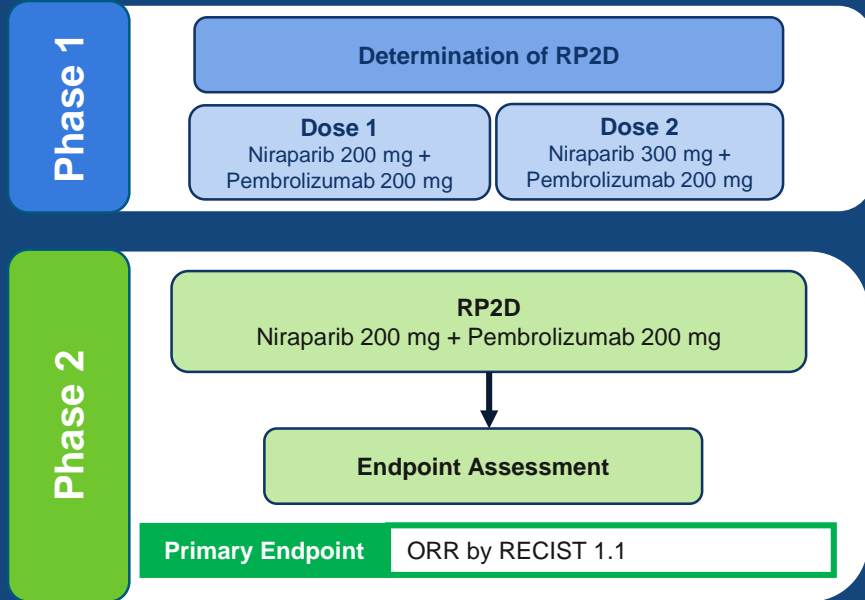 Phase 1
Determination of RP2D
Dose 1
Niraparib 200 mg +
Pembrolizumab 200 mg
Dose 2
Niraparib 300 mg +
Pembrolizumab 200 mg
Phase 2
RP2D
Niraparib 200 mg + Pembrolizumab 200 mg
Endpoint Assessment
Primary Endpoint
ORR by RECIST 1.1